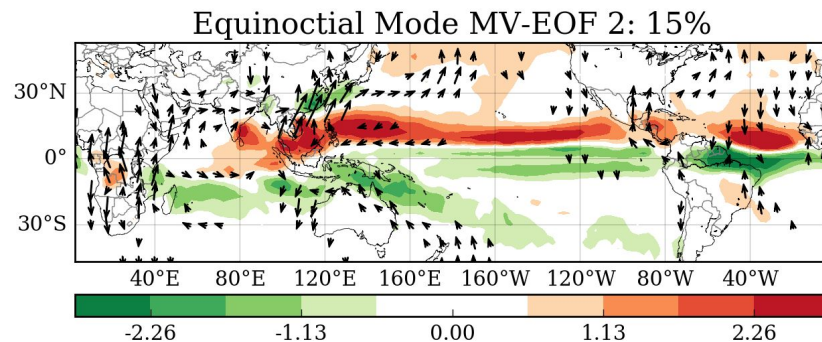 Equinoctial Mode MV-EOF 2: 15%
30°N
0°
30°S
40°E 80°E 120°E 160°E 160°W 120°W 80°W 40°W
-2.26 -1.13 0.00 1.13 2.26